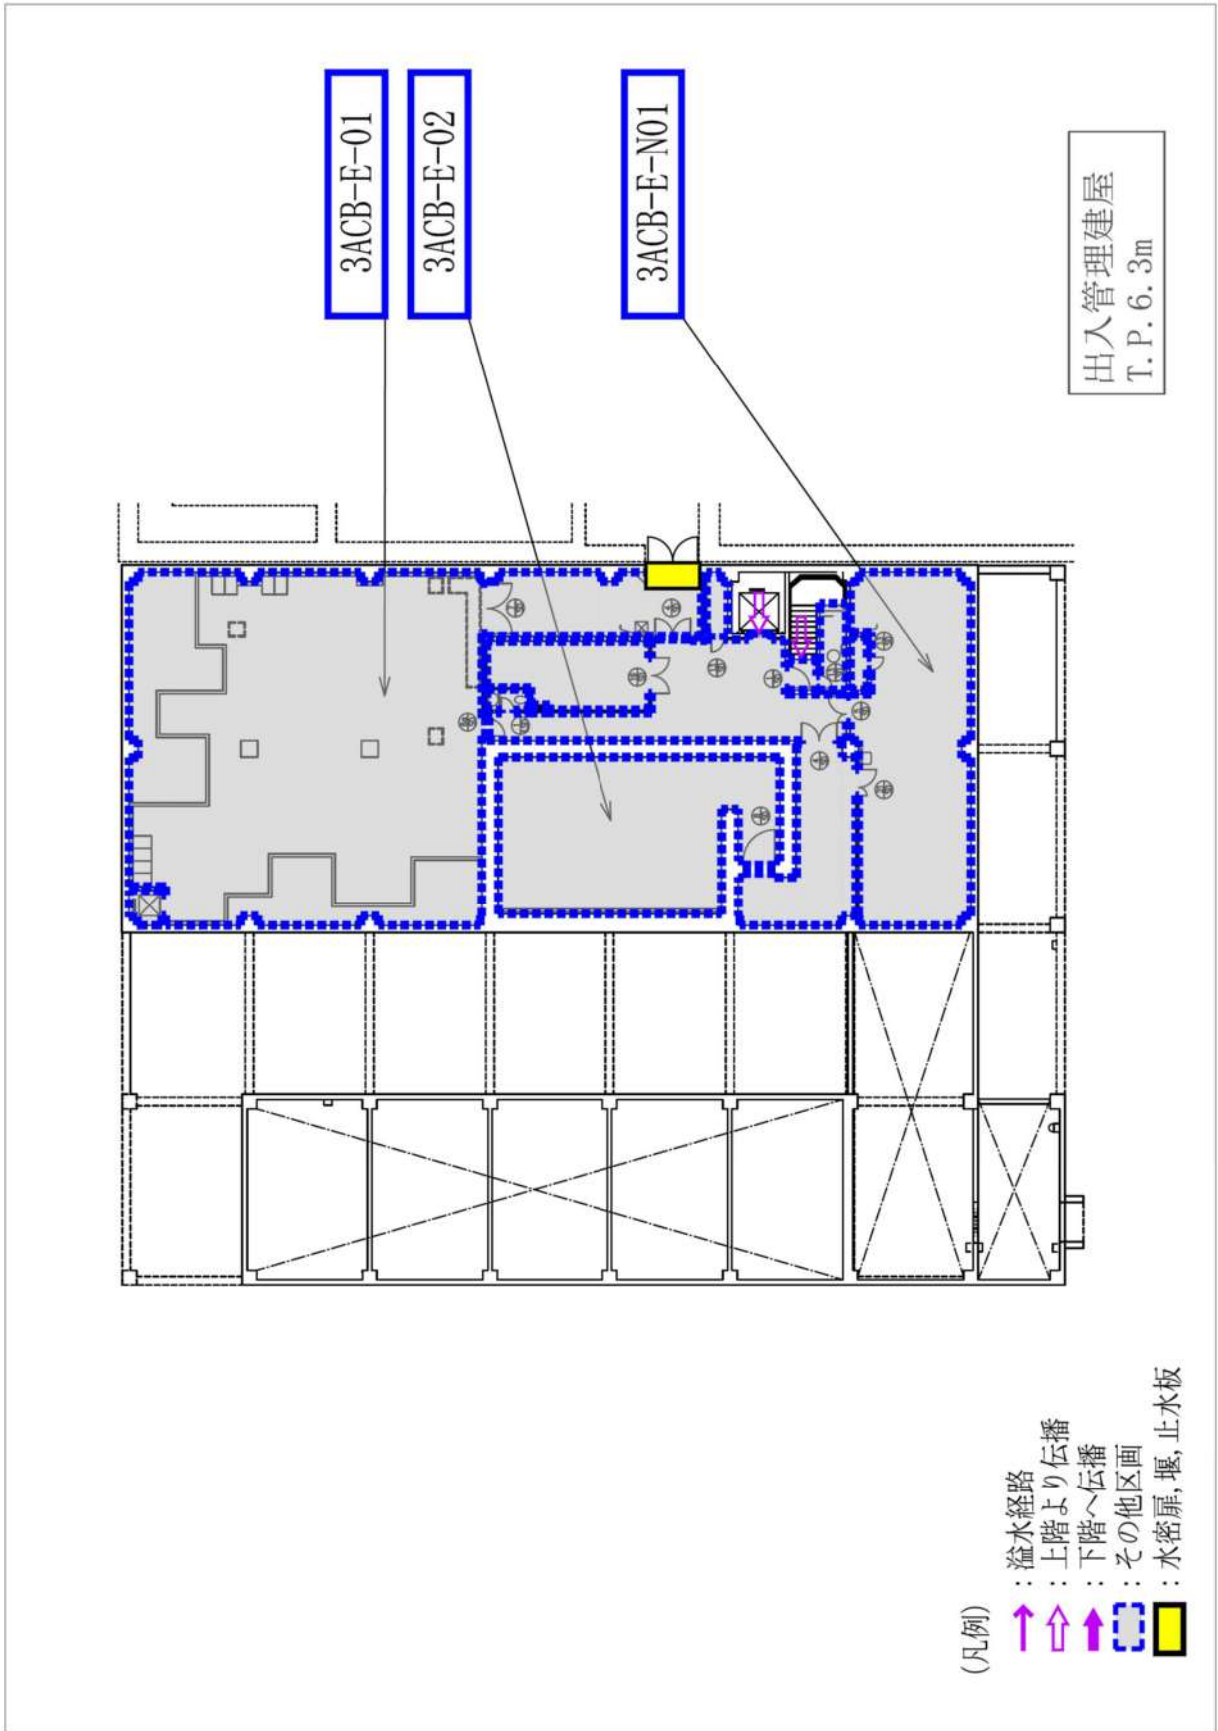 3ACB-E-01
3ACB-E-02
3ACB-E-N01
出入管理建屋
T.P.6.3m
(凡例)
：溢水経路
：上階より伝播
：下階へ伝播
：その他区画
：水密扉,堰,止水板